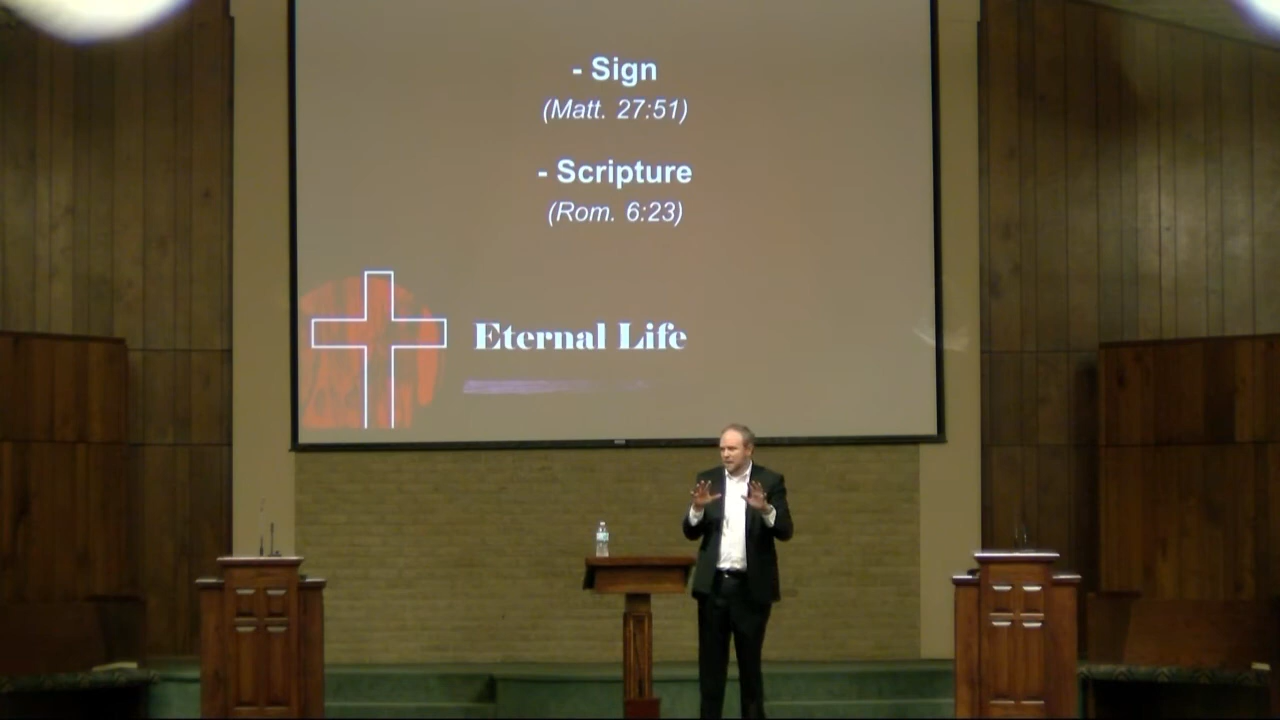 - Sign
(Matt. 27:51)
- Scripture
(Rom. 6:23)
Eternal Life